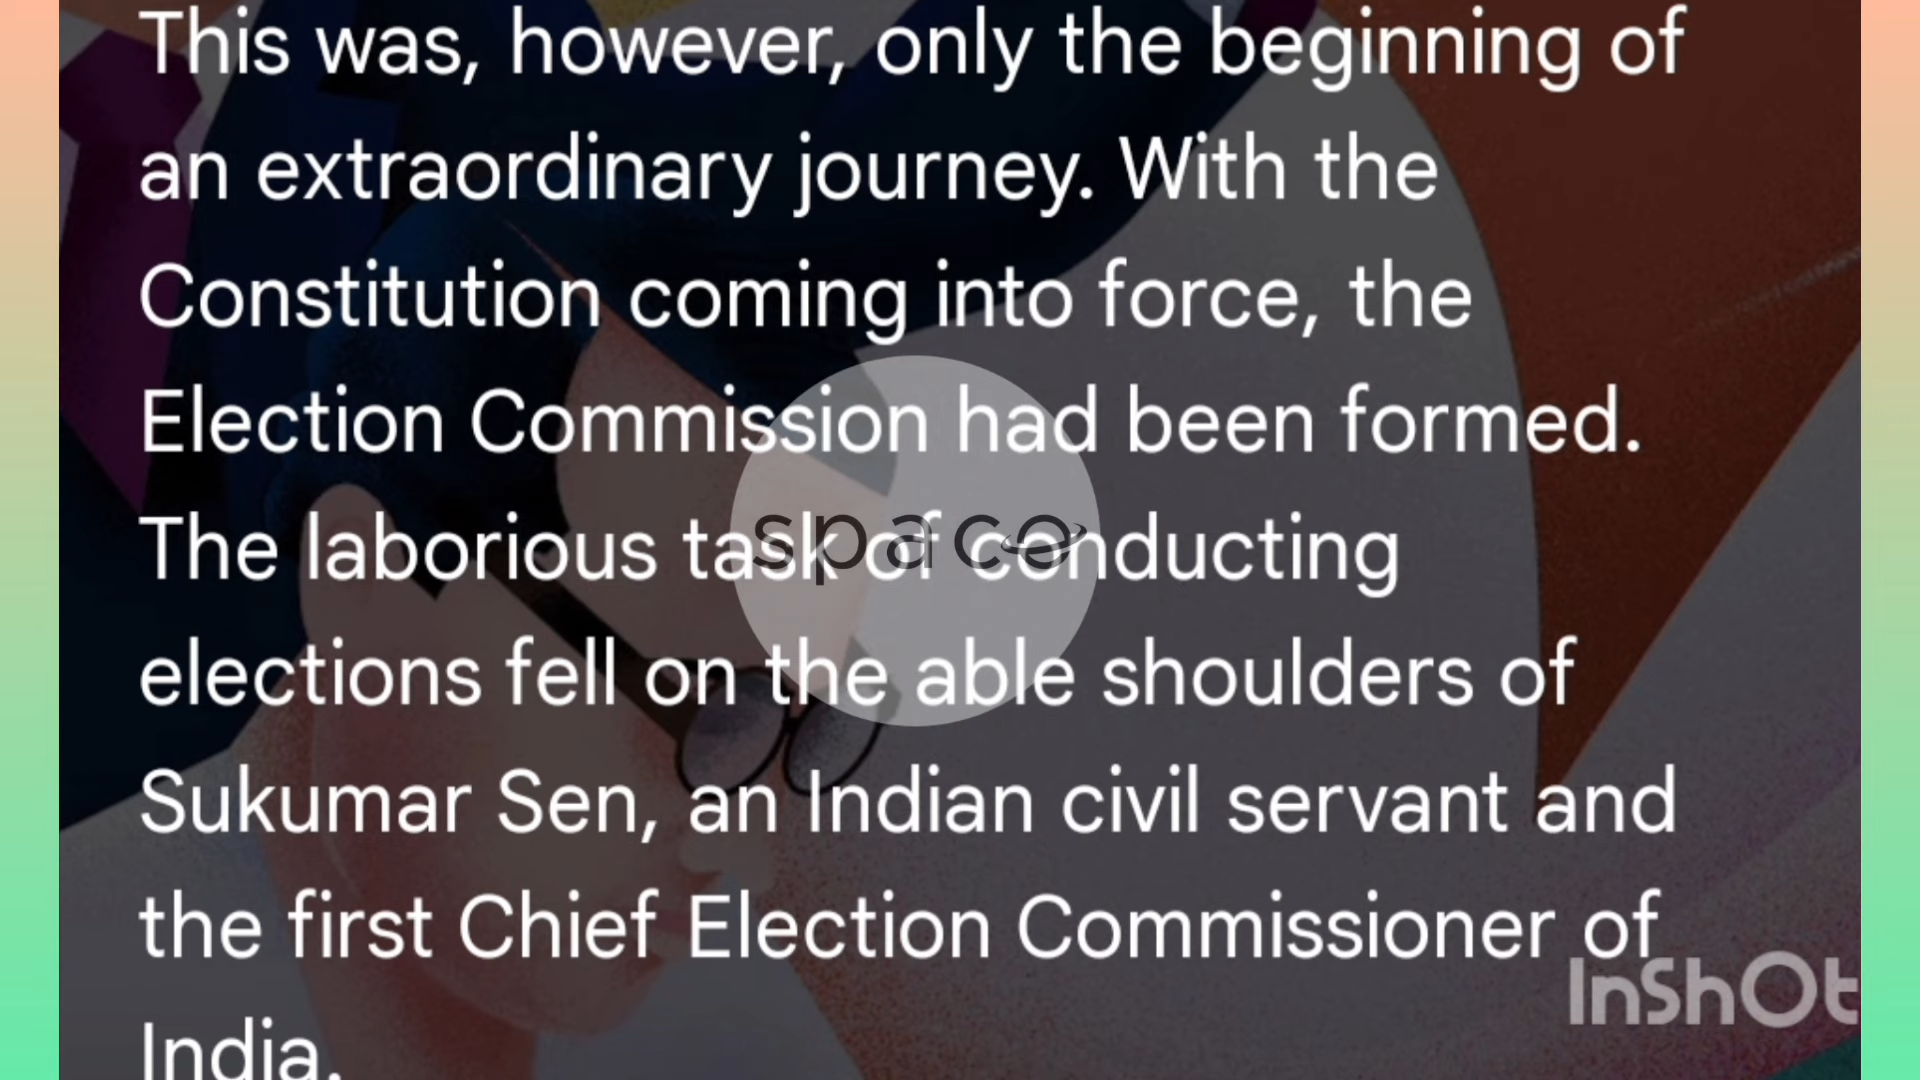 This was, however, only the beginning of
an extraordinary journey. With the
Constitution coming into force, the
Election Commission had been formed.
The laborious task of conducting
space
elections fell on the able shoulders of
Sukumar Sen, an Indian civil servant and
the first Chief Election Commissioner of
India.
InShOt